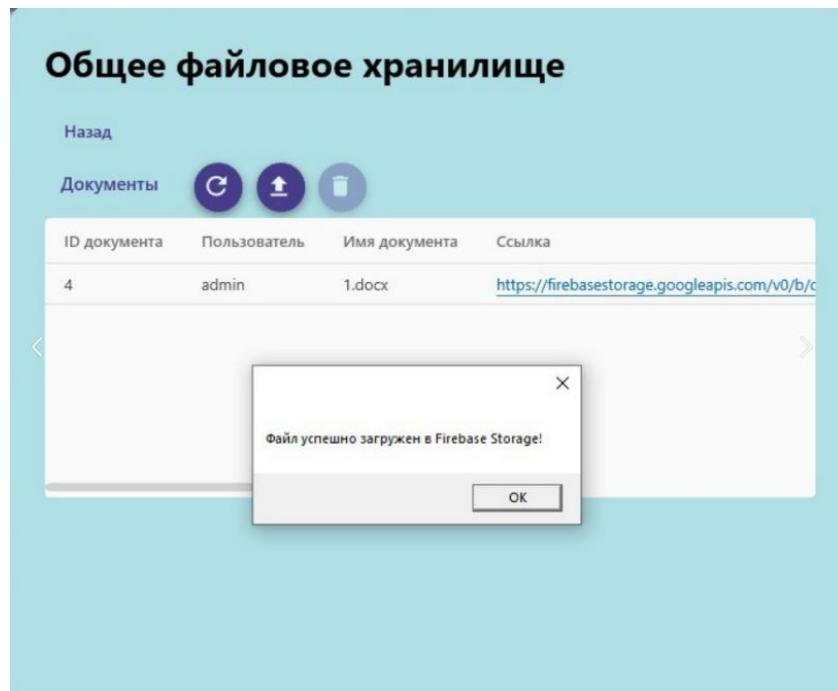 Общее файловое хранилище
Назад
Документы
ID документа Пользователь Имя документа Ссылка
4 admin 1.docx https://firebasestorage.googleapis.com/v0/b/c
Файл успешно загружен в Firebase Storage!
OK